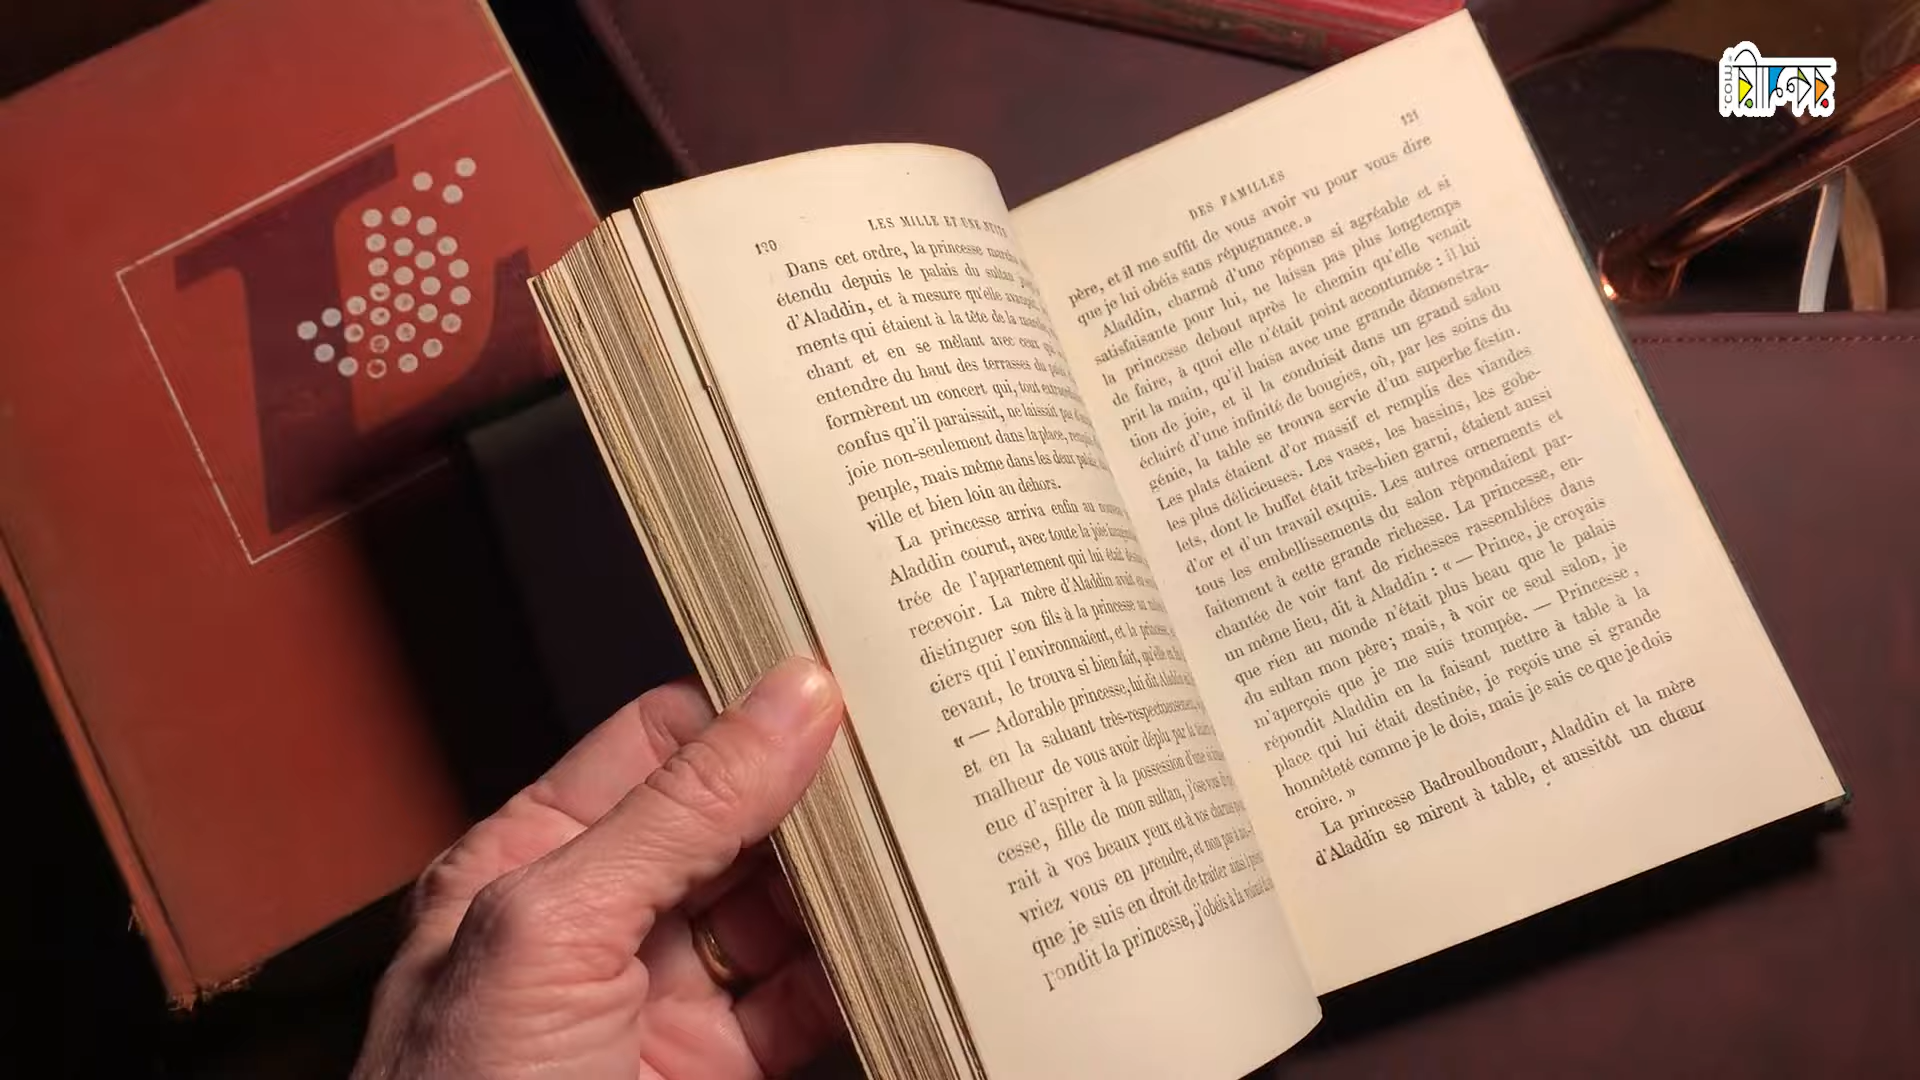 120
LES MILLE ET UNE NUITS
Dans cet ordre, la princesse marcha
étendu depuis le palais du sultan
d'Aladdin, et à mesure qu'elle
ments qui étaient à la tête de la
chant et en se mêlant avec ceux qui
entendre du haut des terrasses du
formèrent un concert qui, tout
confus qu'il paraissait, ne laissait pas
joie non-seulement dans la place,
peuple, mais même dans les deux palais,
ville et bien loin au dehors.
La princesse arriva enfin au nouveau
Aladdin courut, avec toute la joie
trée de l'appartement qui lui était
recevoir. La mère d'Aladdin avait eu
distinguer son fils à la princesse au
ciers qui l'environnaient, et la princesse,
cevant, le trouva si bien fait, qu'elle en
« — Adorable princesse, lui dit Aladdin
et en la saluant très-respectueusement,
malheur de vous avoir déplu par la
eue d'aspirer à la possession d'une si
cesse, fille de mon sultan, j'ose vous
rait à vos beaux yeux et à vos charmes
vriez vous en prendre, et non pas à
que je suis en droit de traiter ainsi
pondit la princesse, j'obéis à la volonté
DES FAMILLES
121
père, et il me suffit de vous avoir vu pour vous dire
que je lui obéis sans répugnance. »
Aladdin, charmé d'une réponse si agréable et si
satisfaisante pour lui, ne laissa pas plus longtemps
la princesse debout après le chemin qu'elle venait
de faire, à quoi elle n'était point accoutumée : il lui
prit la main, qu'il baisa avec une grande démonstra-
tion de joie, et il la conduisit dans un grand salon
éclairé d'une infinité de bougies, où, par les soins du
génie, la table se trouva servie d'un superbe festin.
Les plats étaient d'or massif et remplis des viandes
les plus délicieuses. Les vases, les bassins, les gobe-
lets, dont le buffet était très-bien garni, étaient aussi
d'or et d'un travail exquis. Les autres ornements et
tous les embellissements du salon répondaient par-
faitement à cette grande richesse. La princesse, en-
chantée de voir tant de richesses rassemblées dans
un même lieu, dit à Aladdin : « — Prince, je croyais
que rien au monde n'était plus beau que le palais
du sultan mon père; mais, à voir ce seul salon, je
m'aperçois que je me suis trompée. — Princesse,
répondit Aladdin en la faisant mettre à table à la
place qui lui était destinée, je reçois une si grande
honnêteté comme je le dois, mais je sais ce que je dois
croire. »
La princesse Badroulboudour, Aladdin et la mère
d'Aladdin se mirent à table, et aussitôt un chœur
L